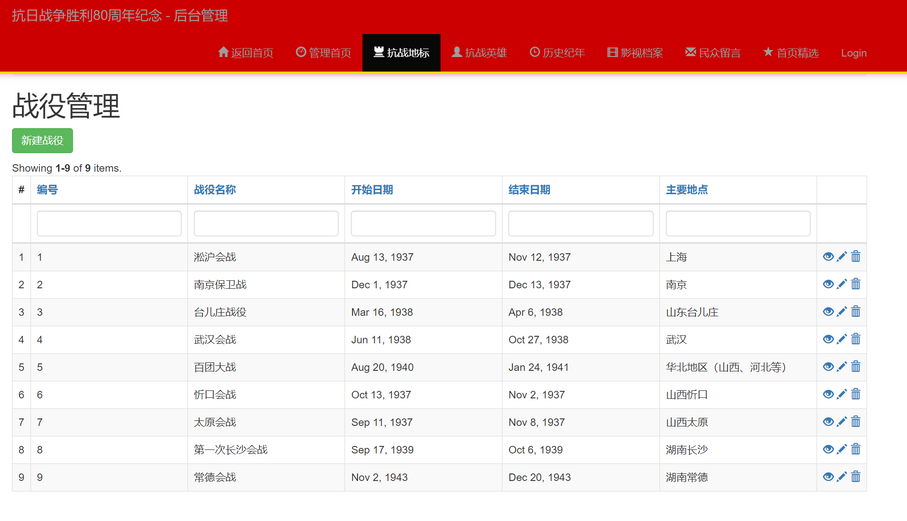 抗日战争胜利80周年纪念 - 后台管理
返回首页 管理首页 抗战地标 抗战英雄 历史纪年 影视档案 民众留言 首页精选 Login
战役管理
新建战役
Showing 1-9 of 9 items.
# 编号 战役名称 开始日期 结束日期 主要地点
1 1 淞沪会战 Aug 13, 1937 Nov 12, 1937 上海
2 2 南京保卫战 Dec 1, 1937 Dec 13, 1937 南京
3 3 台儿庄战役 Mar 16, 1938 Apr 6, 1938 山东台儿庄
4 4 武汉会战 Jun 11, 1938 Oct 27, 1938 武汉
5 5 百团大战 Aug 20, 1940 Jan 24, 1941 华北地区（山西、河北等）
6 6 忻口会战 Oct 13, 1937 Nov 2, 1937 山西忻口
7 7 太原会战 Sep 11, 1937 Nov 8, 1937 山西太原
8 8 第一次长沙会战 Sep 17, 1939 Oct 6, 1939 湖南长沙
9 9 常德会战 Nov 2, 1943 Dec 20, 1943 湖南常德